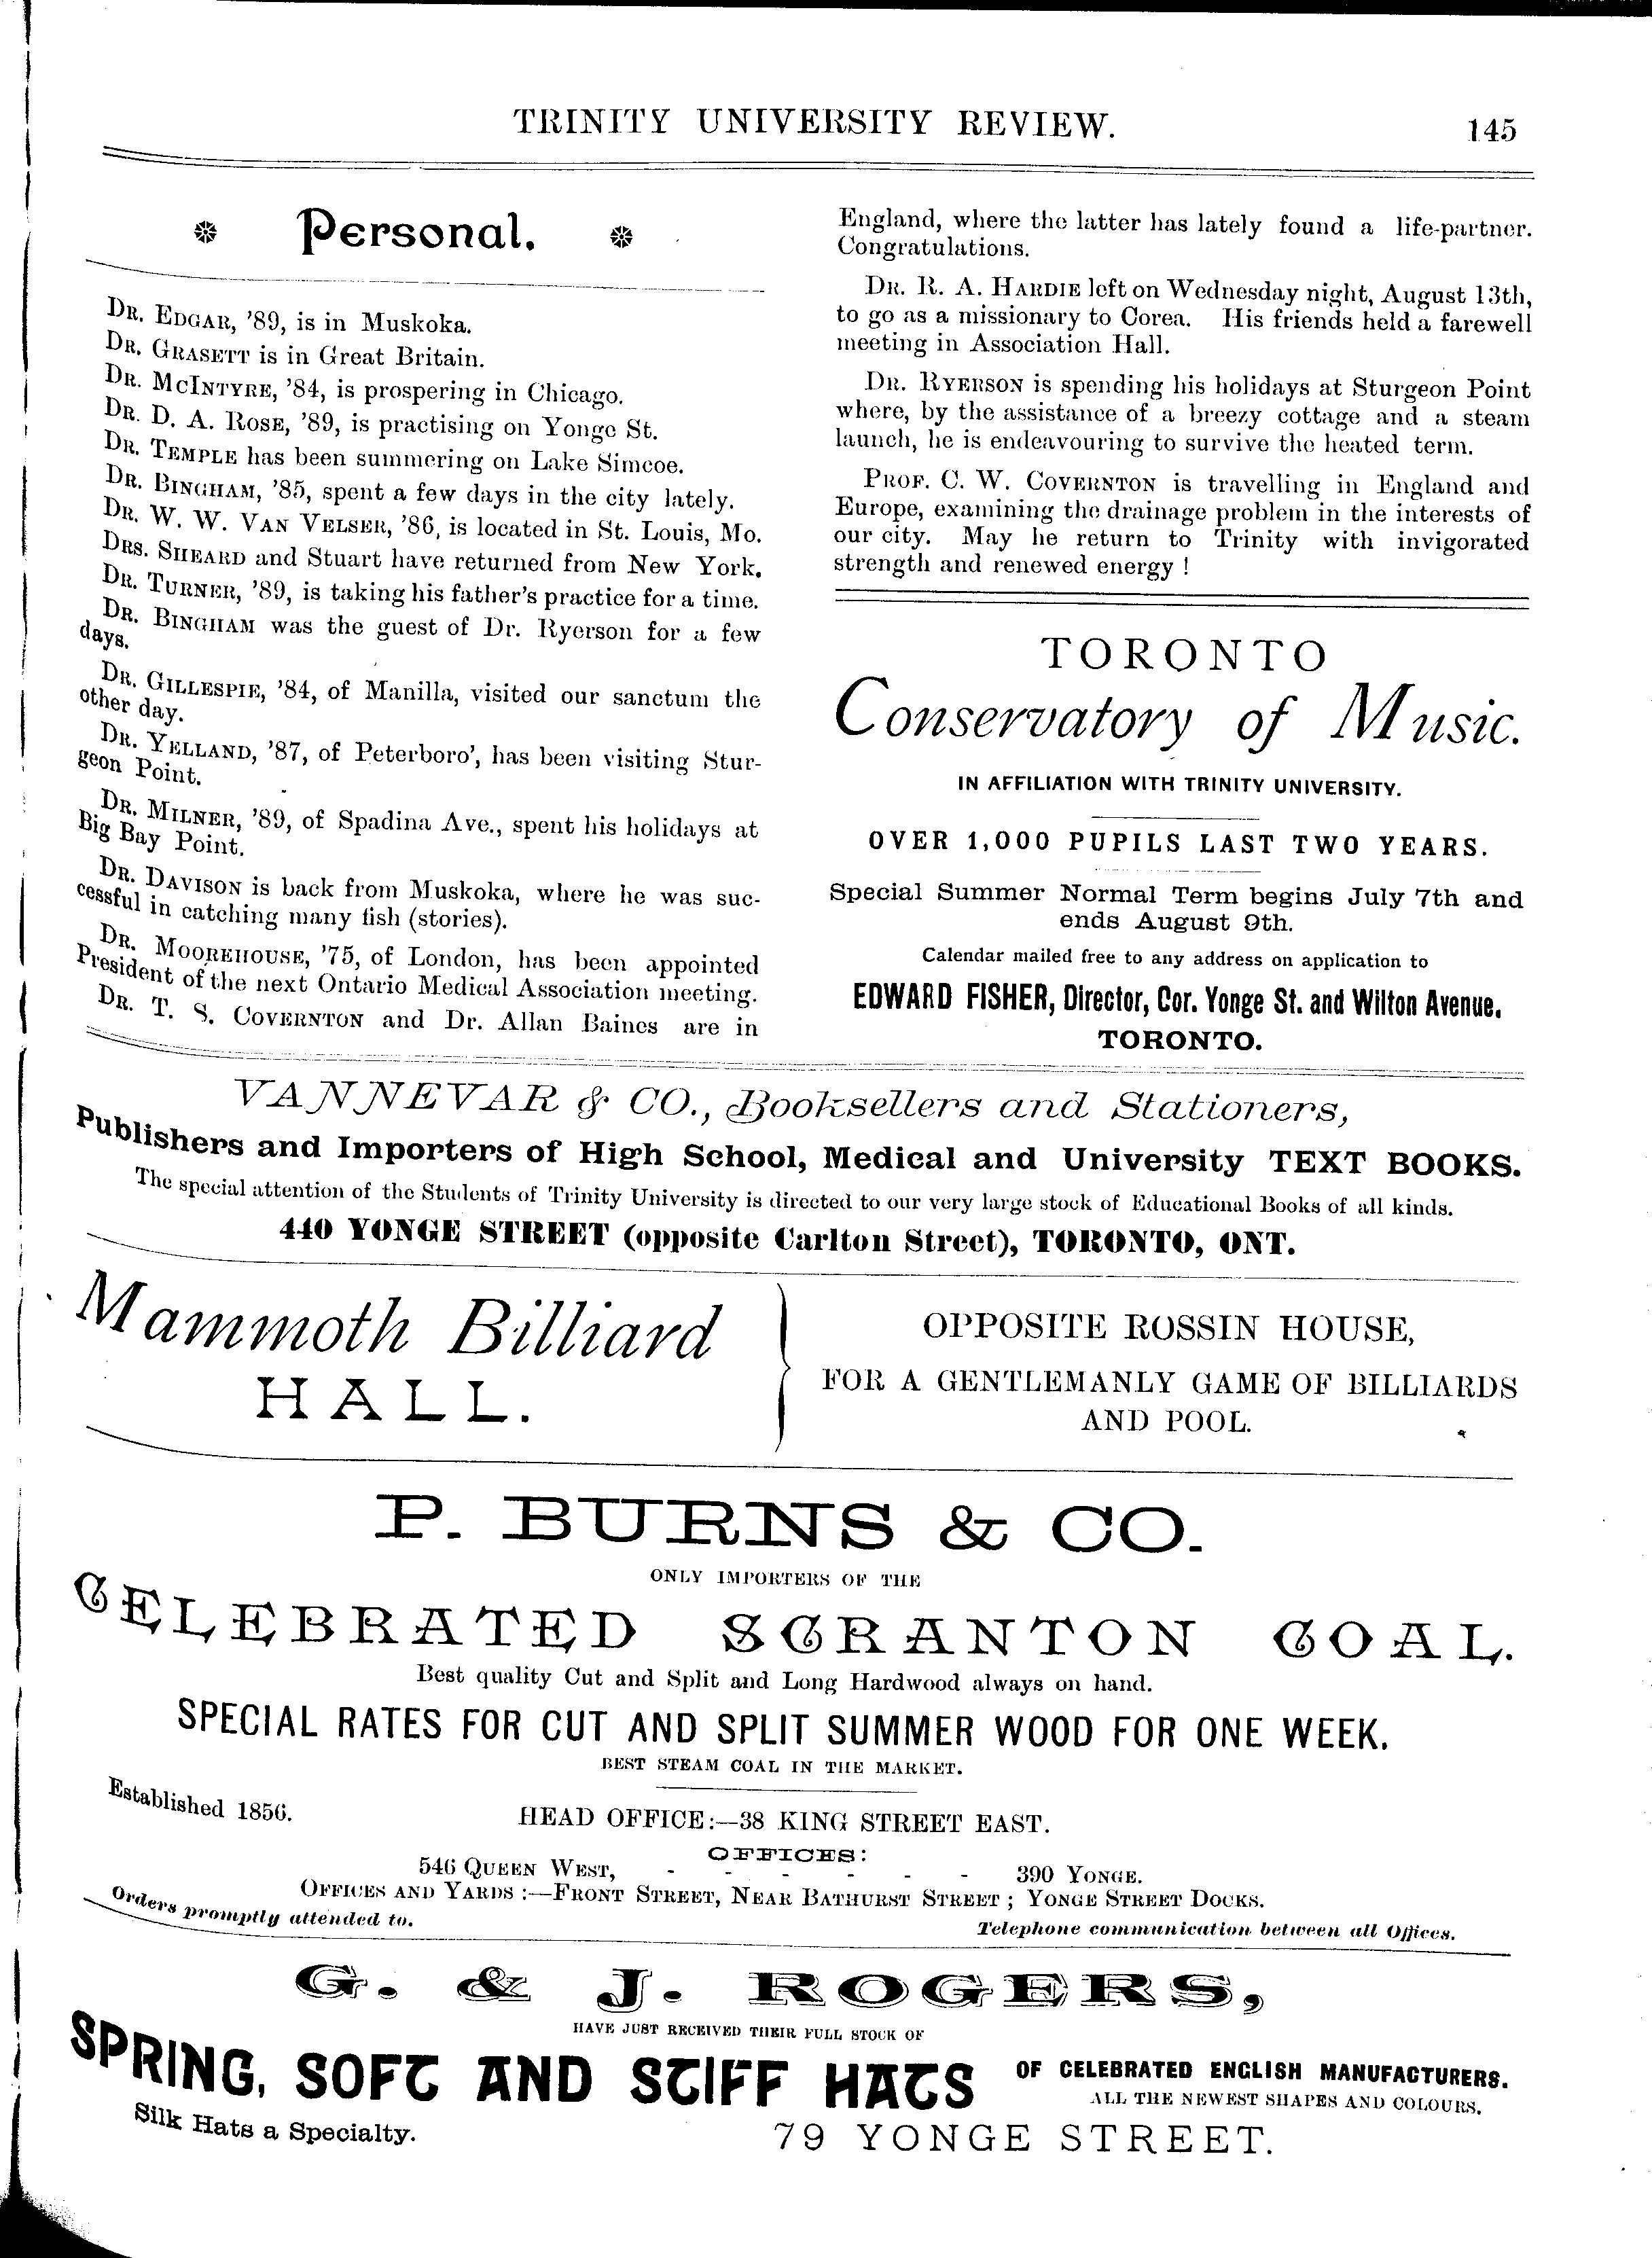 TRINITY UNIVERSITY REVIEW. 145
Personal.
DR. EDGAR, '89, is in Muskoka.
DR. GRASETT is in Great Britain.
DR. MCINTYRE, '84, is prospering in Chicago.
DR. D. A. ROSE, '89, is practising on Yonge St.
DR. TEMPLE has been summering on Lake Simcoe.
DR. BINGHAM, '85, spent a few days in the city lately.
DR. W. W. VAN VELSER, '86, is located in St. Louis, Mo.
DRS. SHEARD and Stuart have returned from New York.
DR. TURNER, '89, is taking his father's practice for a time.
DR. BINGHAM was the guest of Dr. Ryerson for a few
days.
DR. GILLESPIE, '84, of Manilla, visited our sanctum the
other day.
DR. YELLAND, '87, of Peterboro', has been visiting Stur-
geon Point.
DR. MILNER, '89, of Spadina Ave., spent his holidays at
Big Bay Point.
DR. DAVISON is back from Muskoka, where he was suc-
cessful in catching many fish (stories).
DR. MOOREHOUSE, '75, of London, has been appointed
President of the next Ontario Medical Association meeting.
DR. T. S. COVERNTON and Dr. Allan Baines are in
England, where the latter has lately found a life-partner.
Congratulations.
DR. R. A. HARDIE left on Wednesday night, August 13th,
to go as a missionary to Corea. His friends held a farewell
meeting in Association Hall.
DR. RYERSON is spending his holidays at Sturgeon Point
where, by the assistance of a breezy cottage and a steam
launch, he is endeavouring to survive the heated term.
PROF. C. W. COVERNTON is travelling in England and
Europe, examining the drainage problem in the interests of
our city. May he return to Trinity with invigorated
strength and renewed energy !
TORONTO
Conservatory of Music.
IN AFFILIATION WITH TRINITY UNIVERSITY.
OVER 1,000 PUPILS LAST TWO YEARS.
Special Summer Normal Term begins July 7th and
ends August 9th.
Calendar mailed free to any address on application to
EDWARD FISHER, Director, Cor. Yonge St. and Wilton Avenue.
TORONTO.
VANNEVAR & CO., Booksellers and Stationers,
Publishers and Importers of High School, Medical and University TEXT BOOKS.
The special attention of the Students of Trinity University is directed to our very large stock of Educational Books of all kinds.
440 YONGE STREET (opposite Carlton Street), TORONTO, ONT.
Mammoth Billiard
HALL.
OPPOSITE ROSSIN HOUSE,
FOR A GENTLEMANLY GAME OF BILLIARDS
AND POOL.
P. BURNS & CO.
ONLY IMPORTERS OF THE
CELEBRATED SCRANTON COAL.
Best quality Cut and Split and Long Hardwood always on hand.
SPECIAL RATES FOR CUT AND SPLIT SUMMER WOOD FOR ONE WEEK.
BEST STEAM COAL IN THE MARKET.
Established 1856.
HEAD OFFICE:—38 KING STREET EAST.
OFFICES:
546 QUEEN WEST, - - - - - - 390 YONGE.
OFFICES AND YARDS :—FRONT STREET, NEAR BATHURST STREET ; YONGE STREET DOCKS.
Orders promptly attended to. Telephone communication between all Offices.
G. & J. ROGERS,
HAVE JUST RECEIVED THEIR FULL STOCK OF
SPRING, SOFT AND STIFF HATS OF CELEBRATED ENGLISH MANUFACTURERS.
ALL THE NEWEST SHAPES AND COLOURS.
Silk Hats a Specialty. 79 YONGE STREET.